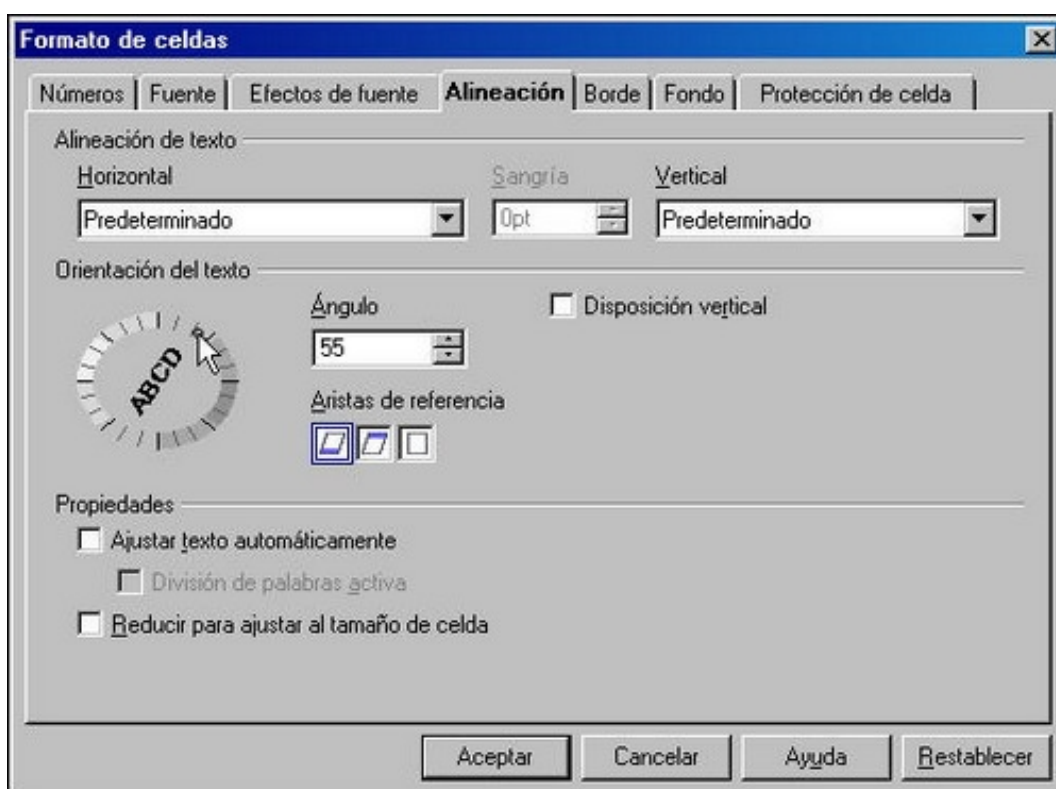 Formato de celdas
Números Fuente Efectos de fuente Alineación Borde Fondo Protección de celda
Alineación de texto
Horizontal Sangría Vertical
Predeterminado 0pt Predeterminado
Orientación del texto
Ángulo Disposición vertical
55
ABCD
Aristas de referencia
Propiedades
Ajustar texto automáticamente
División de palabras activa
Reducir para ajustar al tamaño de celda
Aceptar Cancelar Ayuda Restablecer